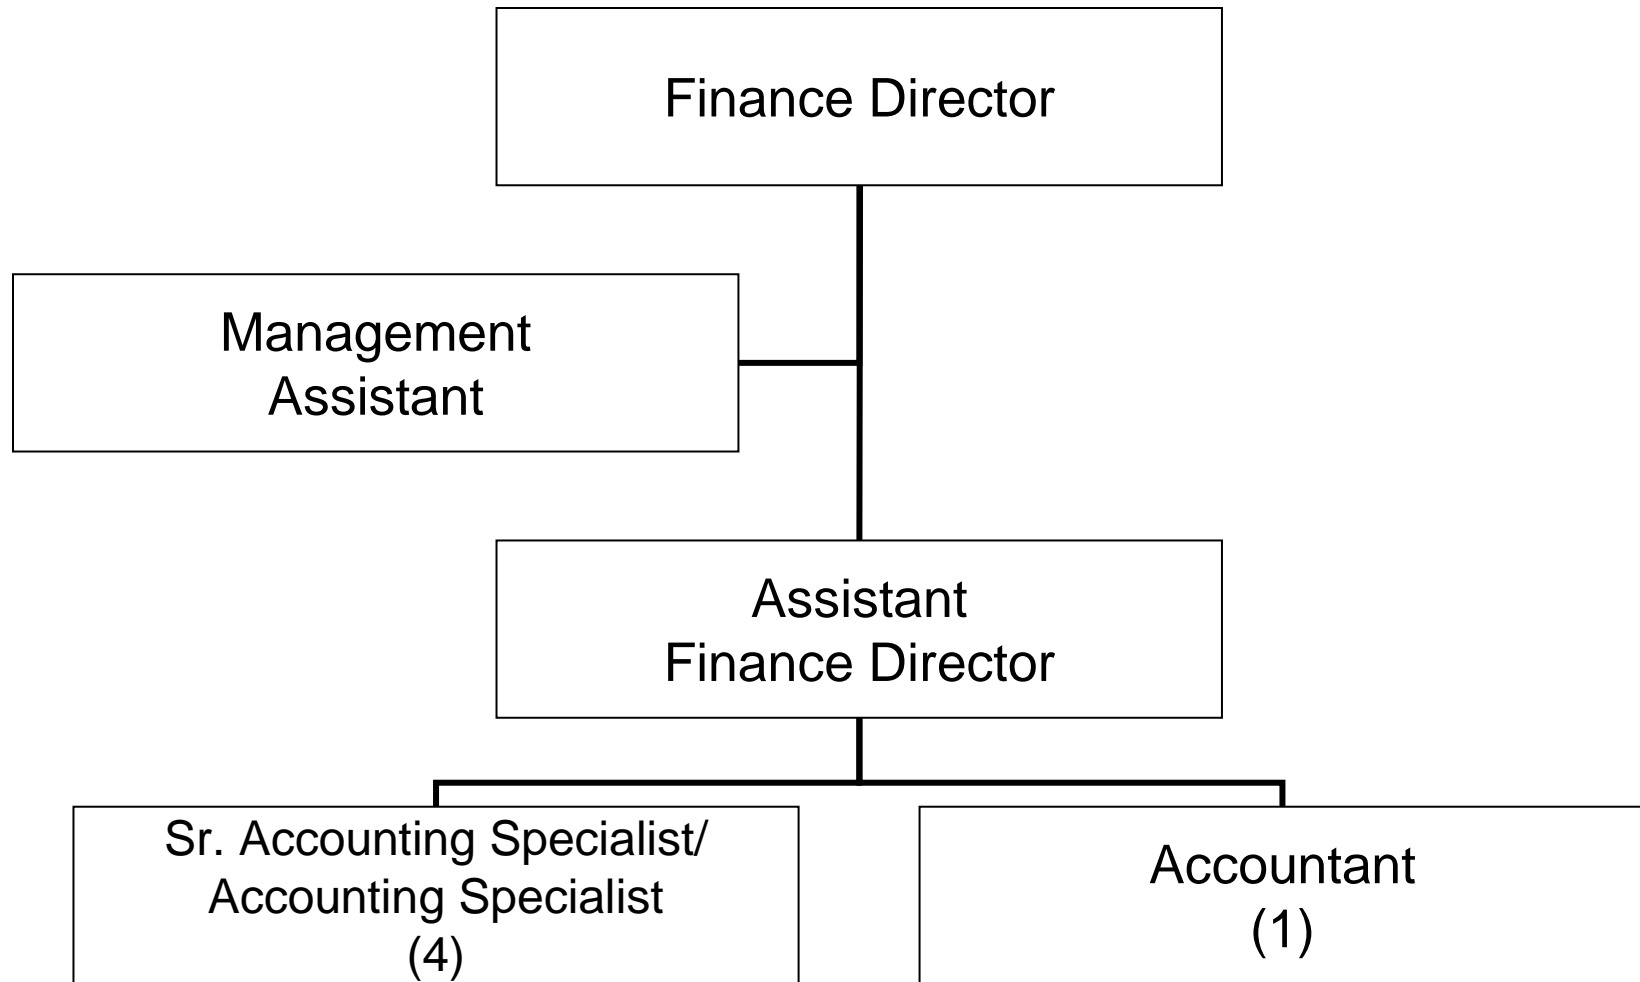 Finance Director
Management
Assistant
Assistant
Finance Director
Sr. Accounting Specialist/
Accounting Specialist
(4)
Accountant
(1)